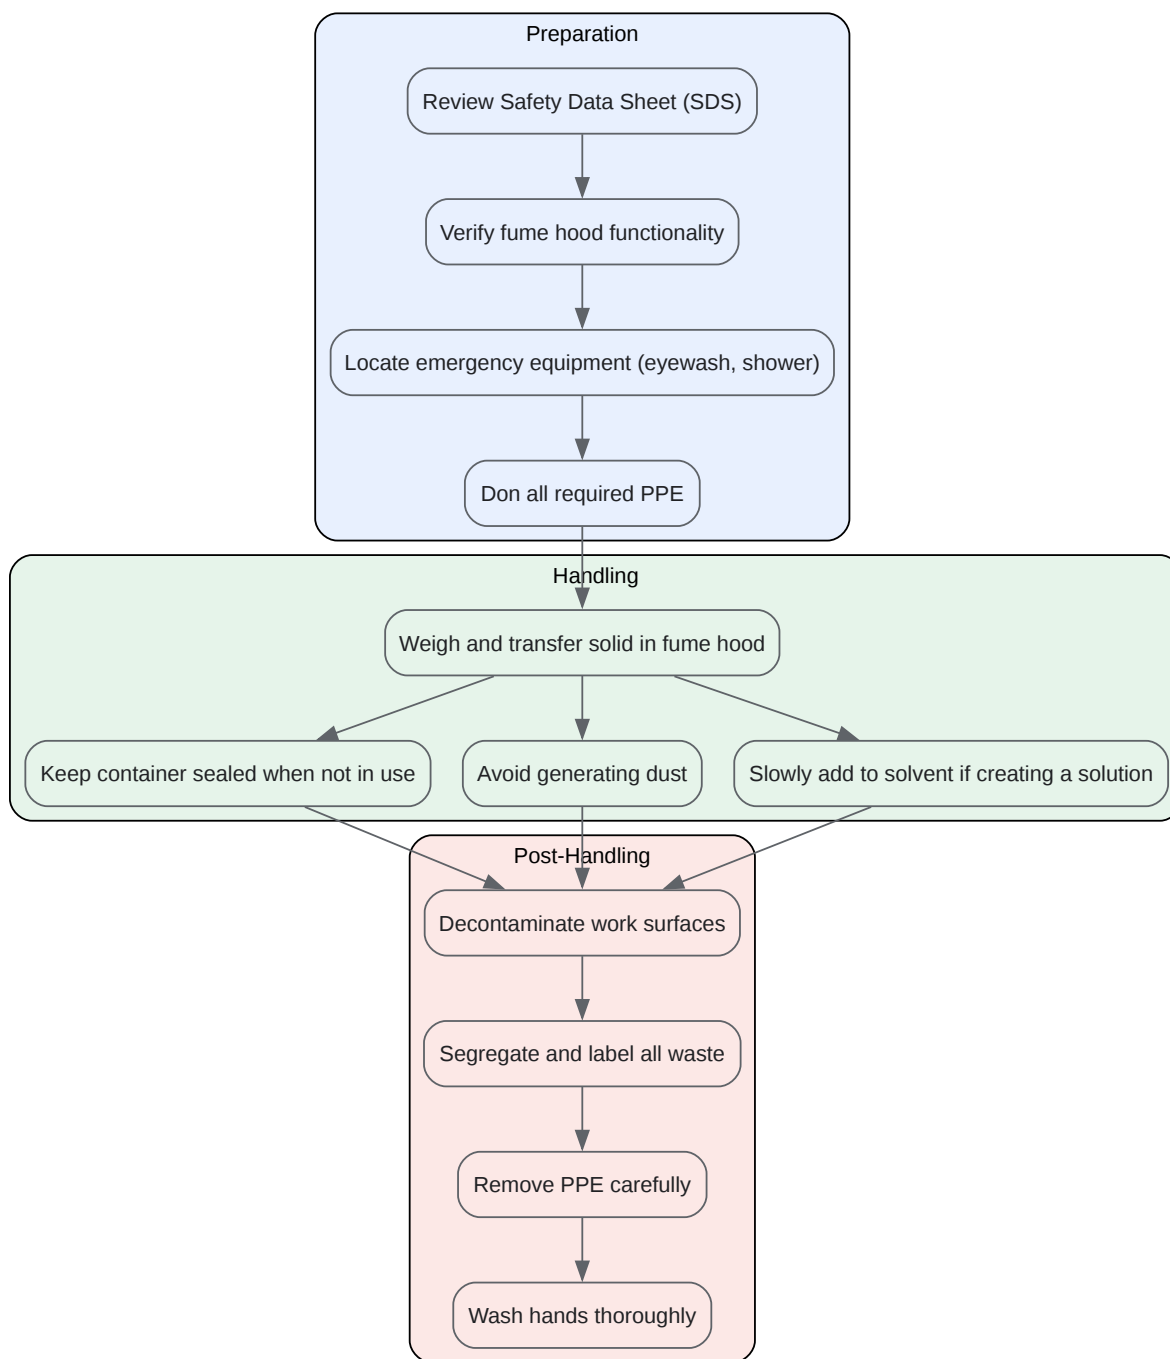 Preparation
Review Safety Data Sheet (SDS)
Verify fume hood functionality
Locate emergency equipment (eyewash, shower)
Don all required PPE
Handling
Weigh and transfer solid in fume hood
Keep container sealed when not in use
Avoid generating dust
Slowly add to solvent if creating a solution
Post-Handling
Decontaminate work surfaces
Segregate and label all waste
Remove PPE carefully
Wash hands thoroughly